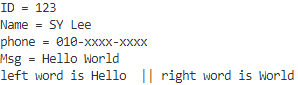 ID = 123
Name = SY Lee
phone = 010-xxxx-xxxx
Msg = Hello World
left word is Hello  || right word is World